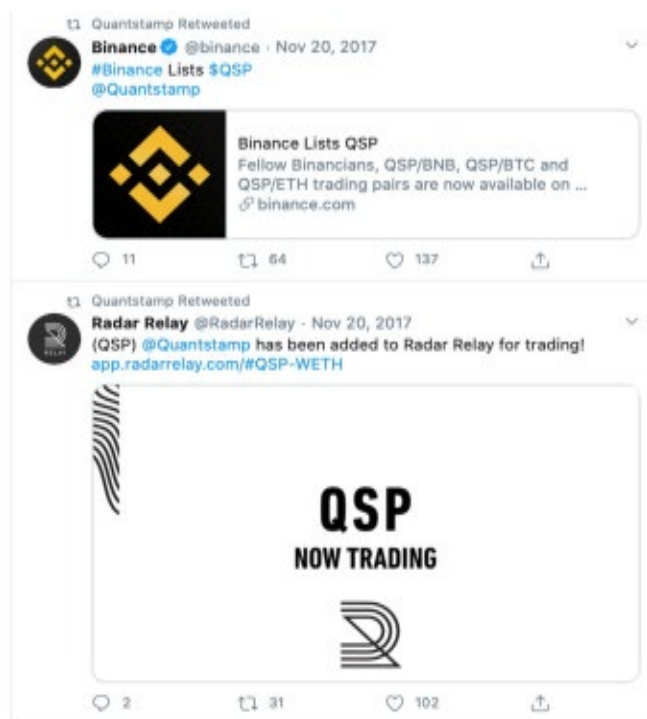 Quantstamp Retweeted
Binance @binance · Nov 20, 2017
#Binance Lists $QSP
@Quantstamp
Binance Lists QSP
Fellow Binancians, QSP/BNB, QSP/BTC and
QSP/ETH trading pairs are now available on ...
binance.com
11 64 137
Quantstamp Retweeted
Radar Relay @RadarRelay · Nov 20, 2017
(QSP) @Quantstamp has been added to Radar Relay for trading!
app.radarrelay.com/#QSP-WETH
RELAY
QSP
NOW TRADING
2 31 102